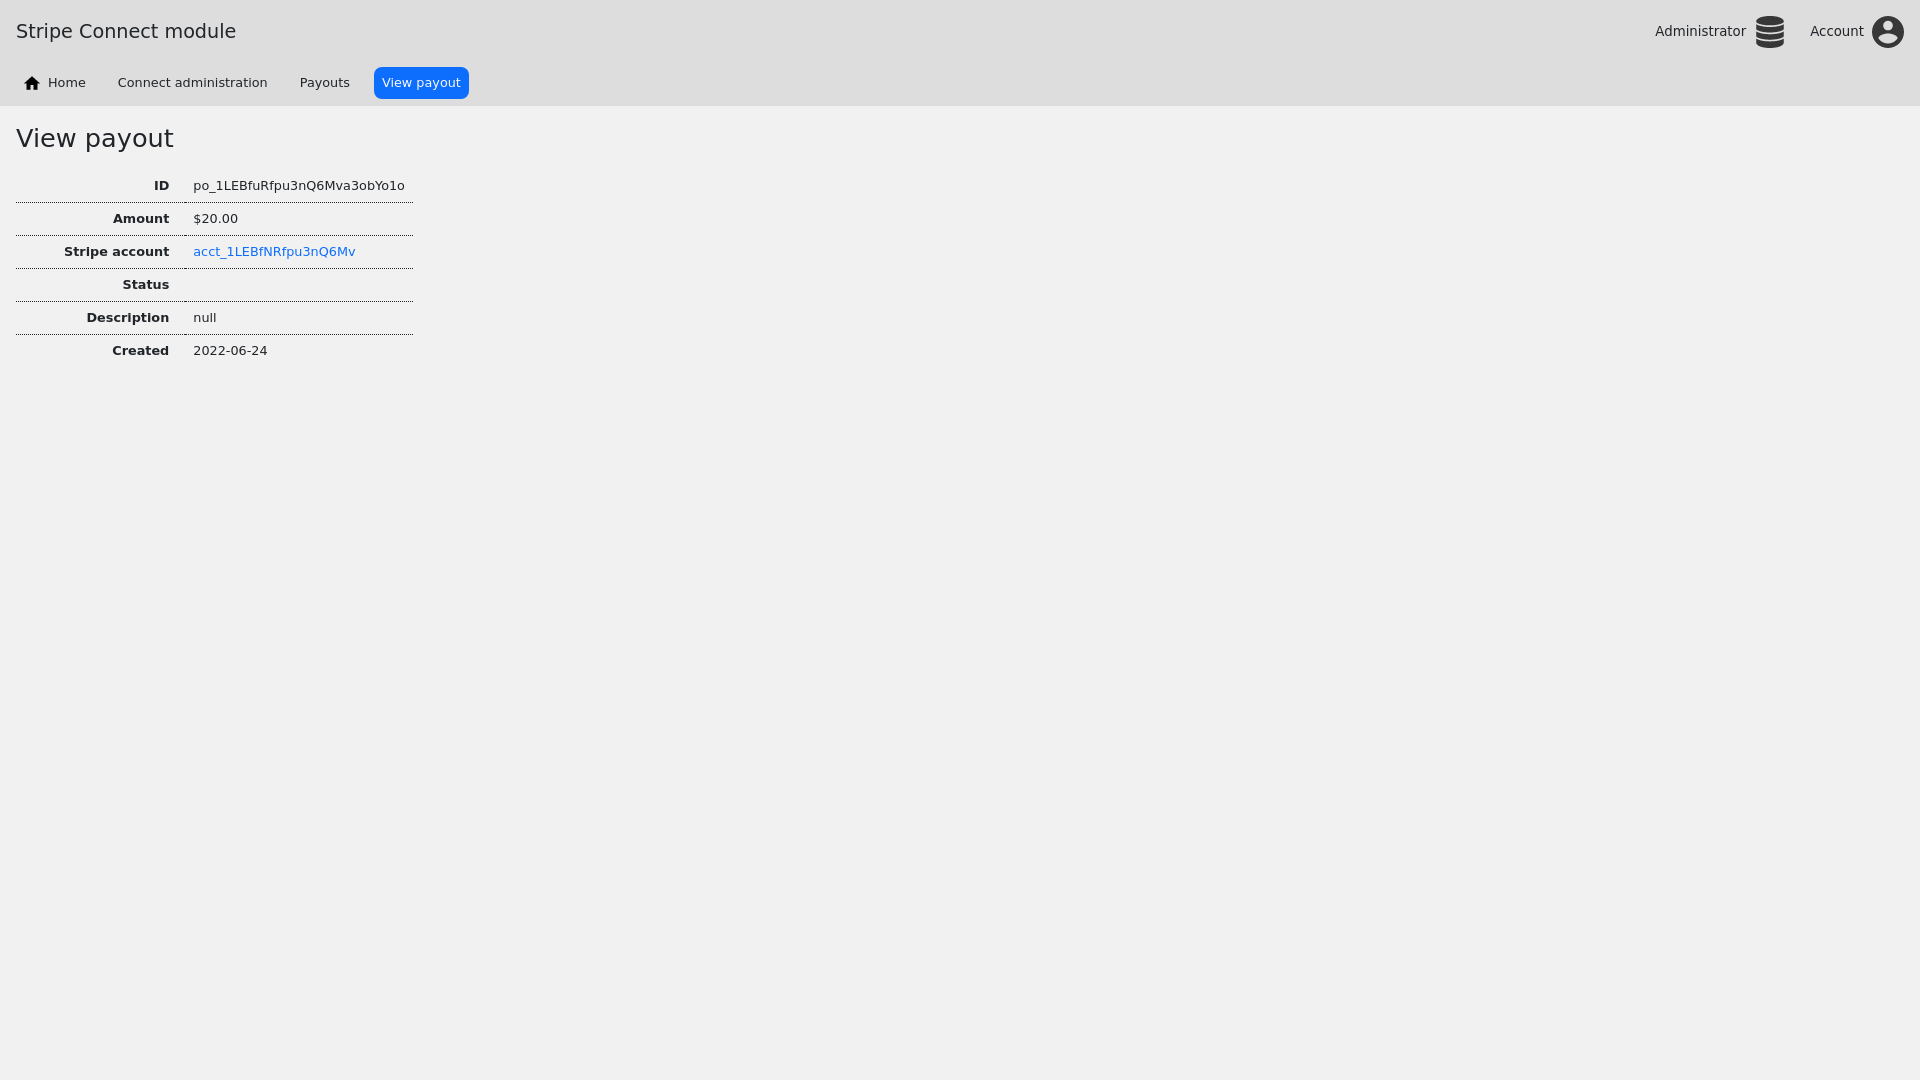 Stripe Connect module
Administrator
Account
Home
Connect administration
Payouts
View payout
View payout
ID po_1LEBfuRfpu3nQ6Mva3obYo1o
Amount $20.00
Stripe account acct_1LEBfNRfpu3nQ6Mv
Status
Description null
Created 2022-06-24